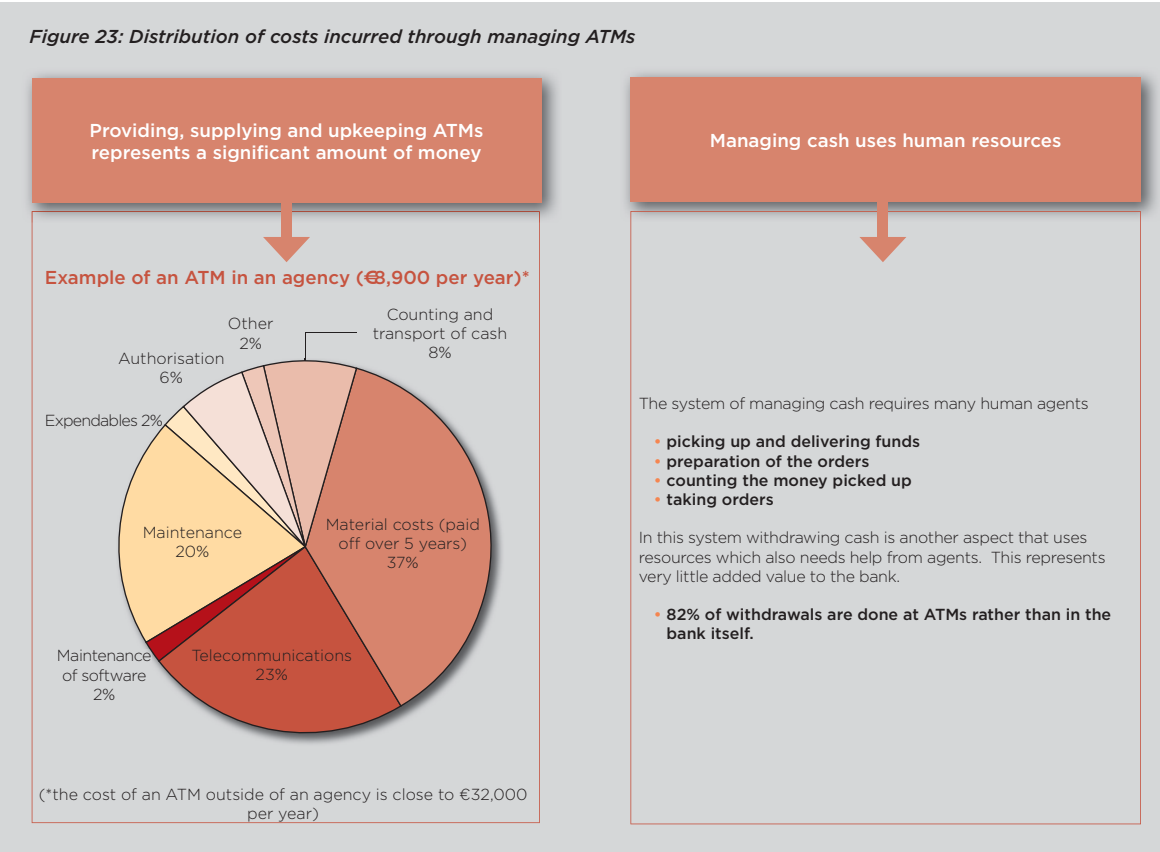 Figure 23: Distribution of costs incurred through managing ATMs
Providing, supplying and upkeeping ATMs
represents a significant amount of money
Managing cash uses human resources
Example of an ATM in an agency (€8,900 per year)*
Counting and
transport of cash
8%
Other
2%
Authorisation
6%
Expendables 2%
Maintenance
20%
Material costs (paid
off over 5 years)
37%
Maintenance
of software
2%
Telecommunications
23%
(*the cost of an ATM outside of an agency is close to €32,000
per year)
The system of managing cash requires many human agents
• picking up and delivering funds
• preparation of the orders
• counting the money picked up
• taking orders
In this system withdrawing cash is another aspect that uses
resources which also needs help from agents. This represents
very little added value to the bank.
• 82% of withdrawals are done at ATMs rather than in the
bank itself.